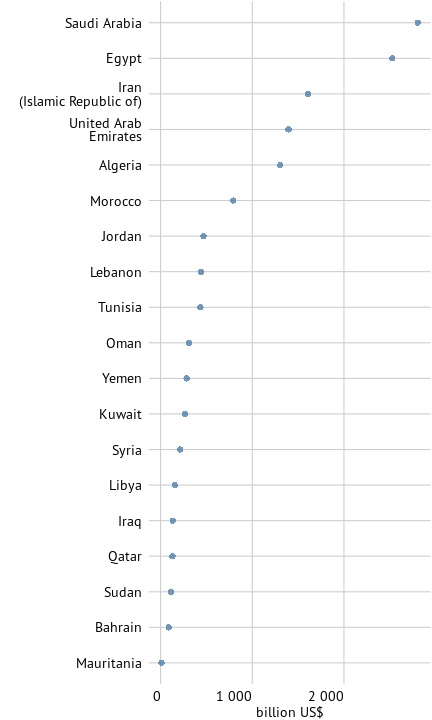 Saudi Arabia
Egypt
Iran
(Islamic Republic of)
United Arab
Emirates
Algeria
Morocco
Jordan
Lebanon
Tunisia
Oman
Yemen
Kuwait
Syria
Libya
Iraq
Qatar
Sudan
Bahrain
Mauritania
0 1 000 2 000
billion US$